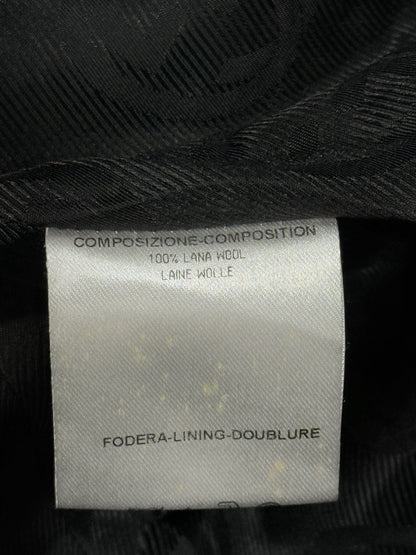 COMPOSIZIONE-COMPOSITION
100% LANA WOOL
LAINE WOLLE
FODERA-LINING-DOUBLURE